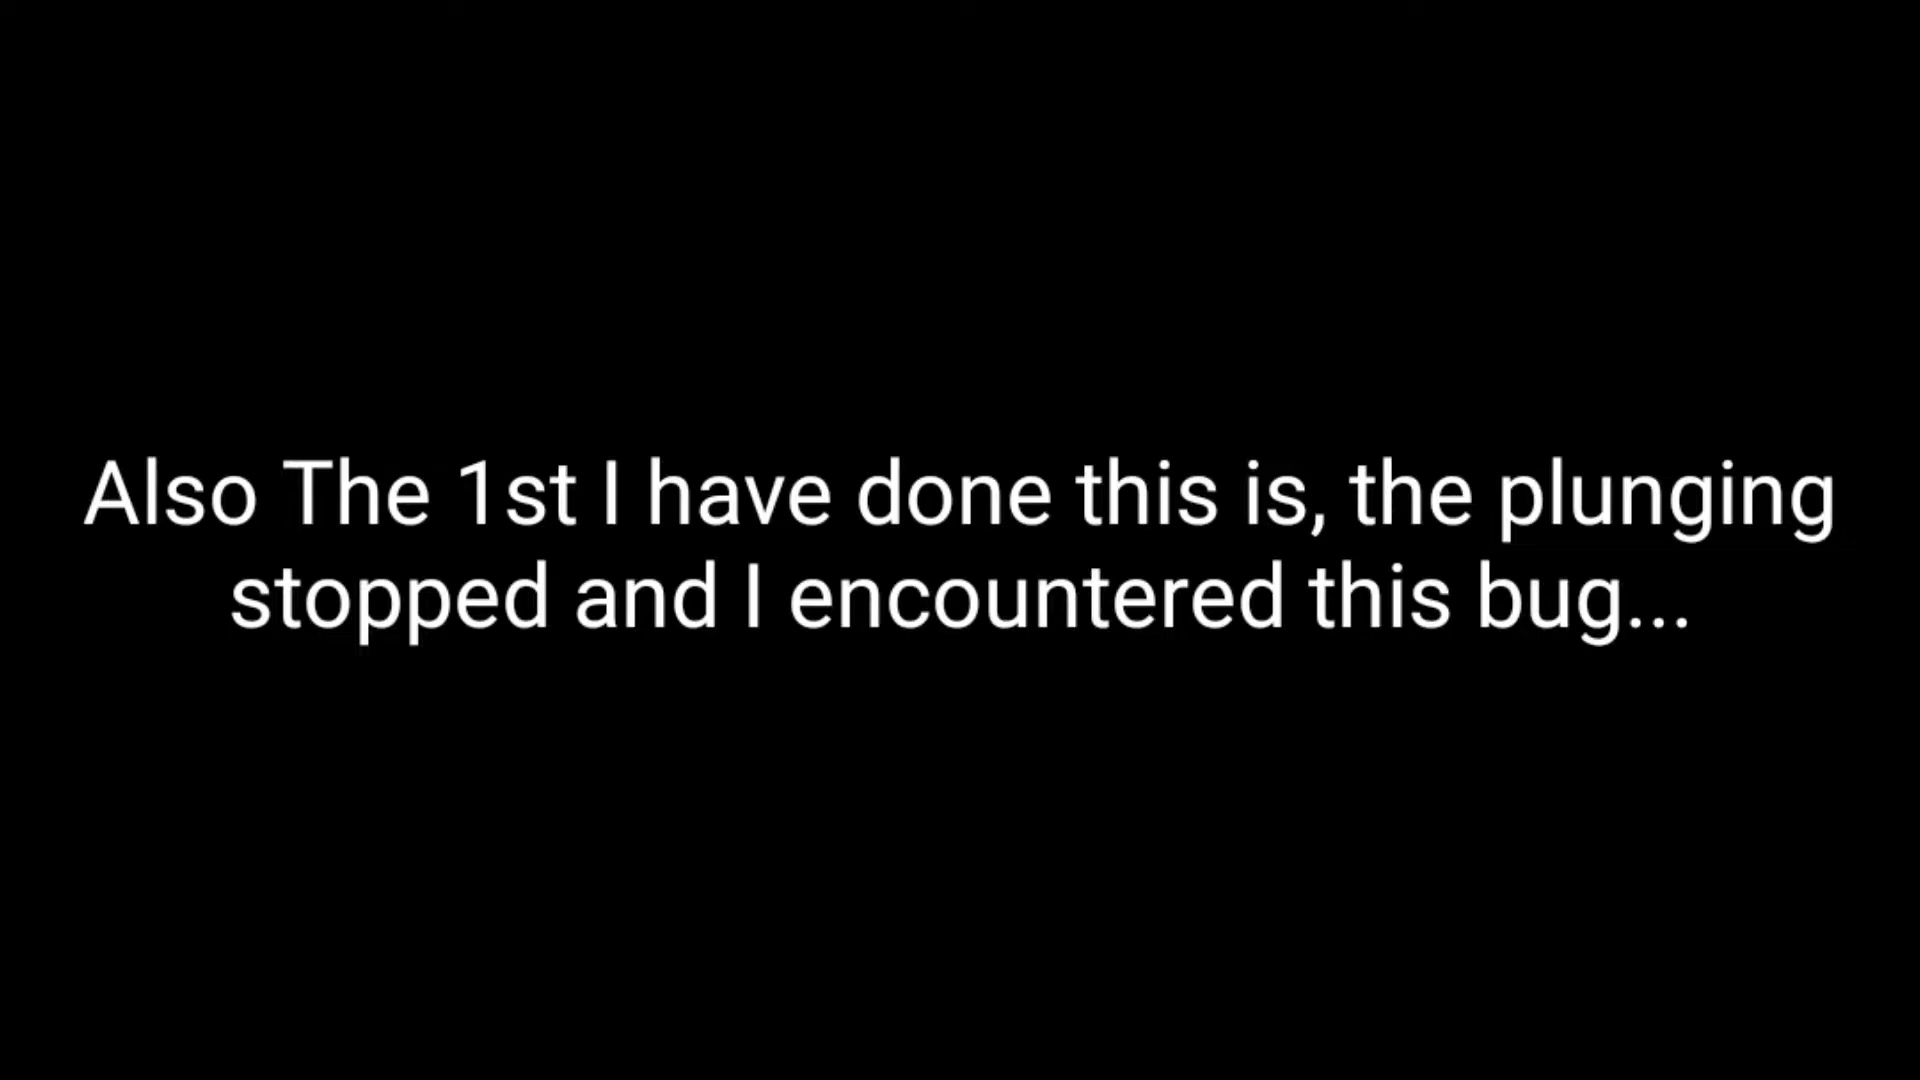 Also The 1st I have done this is, the plunging
stopped and I encountered this bug...